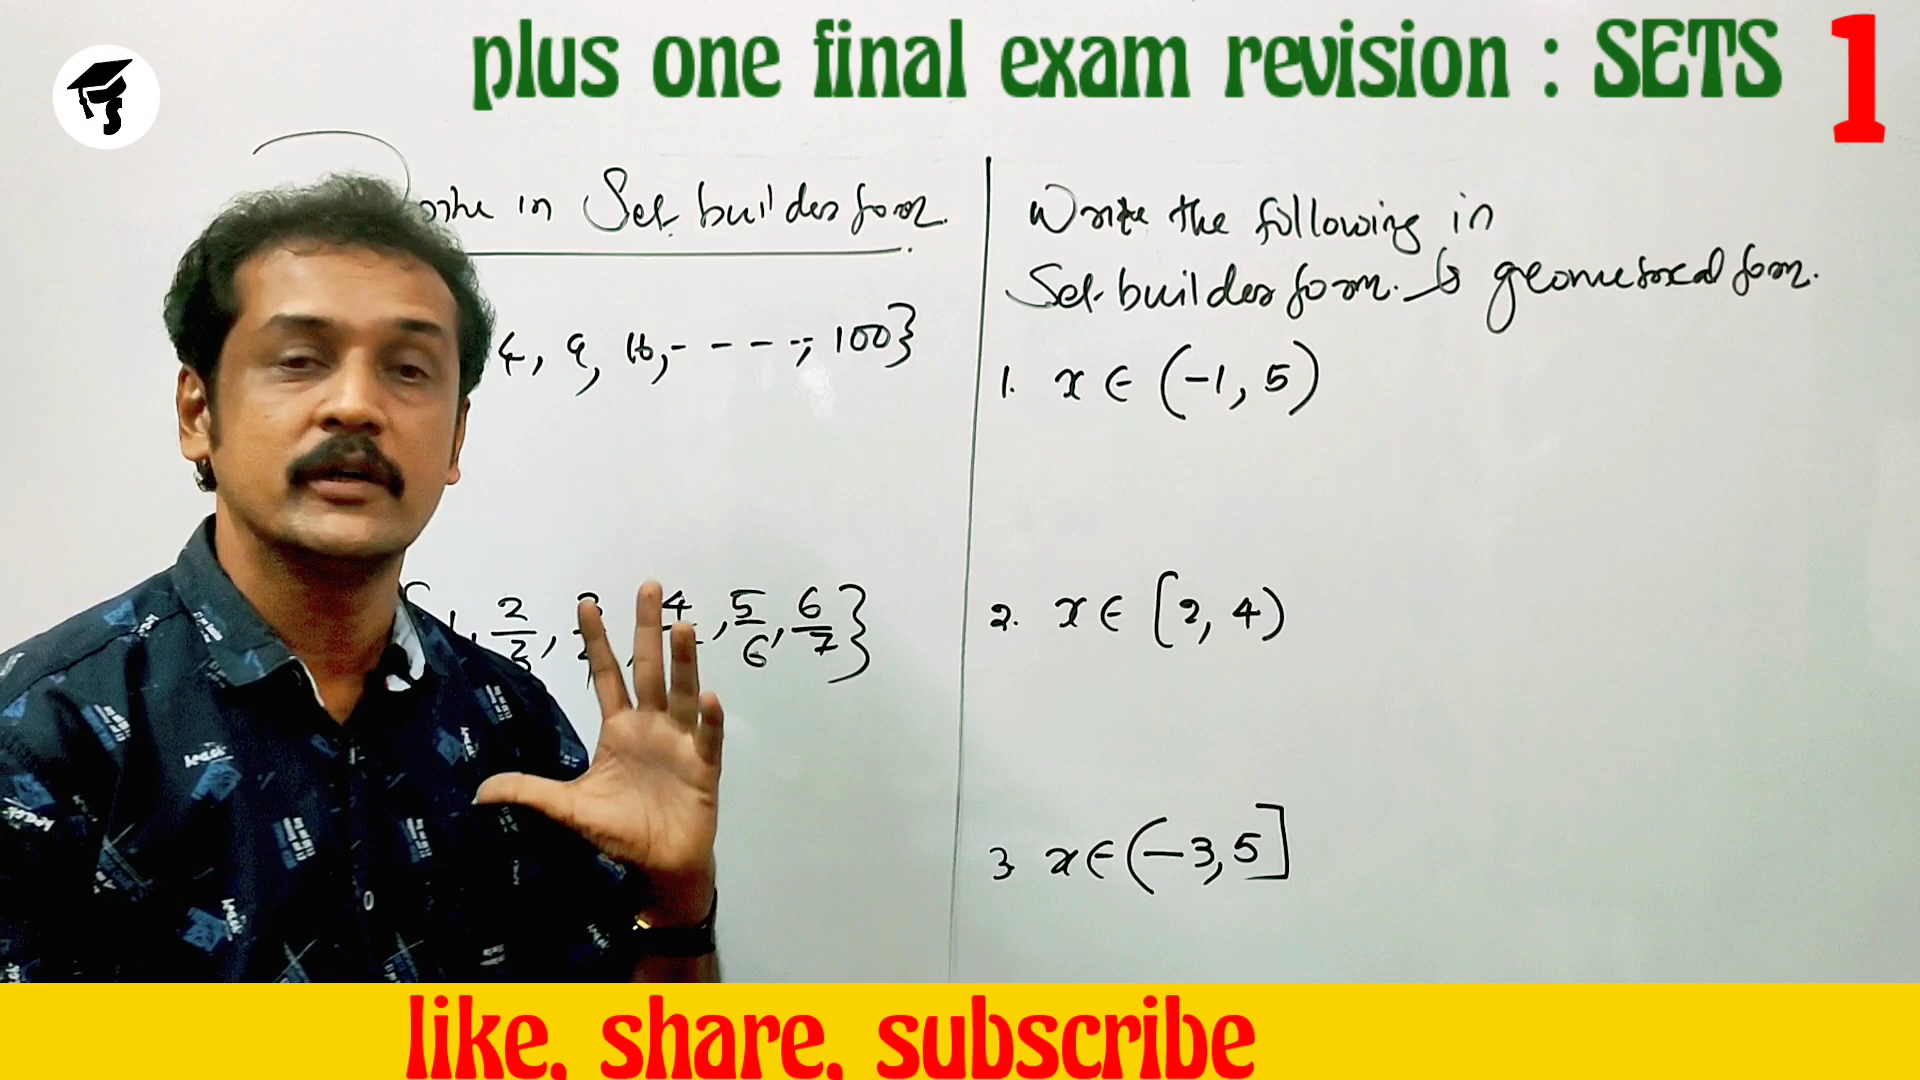 plus one final exam revision : SETS 1
in Set builder form.
4, 9, 16, - - - -, 100}
2/3, 5/6, 6/7}
Write the following in
Set-builder form. & geometrical form.
1. x ∈ (-1, 5)
2. x ∈ [2, 4)
3 x ∈ (-3, 5]
like, share, subscribe